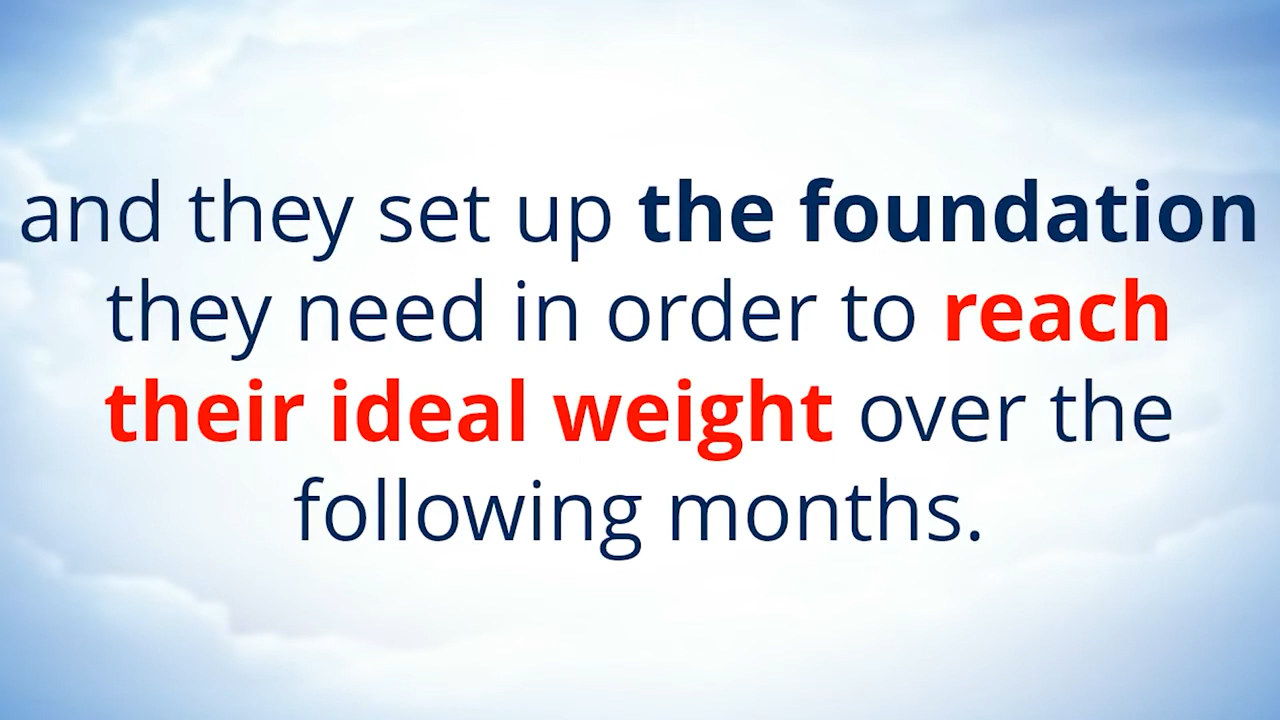 and they set up the foundation
they need in order to reach
their ideal weight over the
following months.